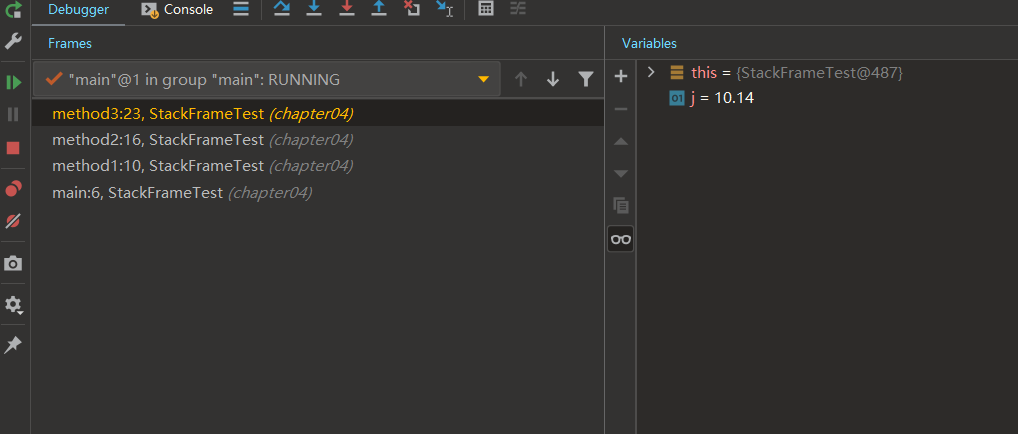 Debugger Console
Frames
"main"@1 in group "main": RUNNING
method3:23, StackFrameTest (chapter04)
method2:16, StackFrameTest (chapter04)
method1:10, StackFrameTest (chapter04)
main:6, StackFrameTest (chapter04)
Variables
this = {StackFrameTest@487}
01 j = 10.14